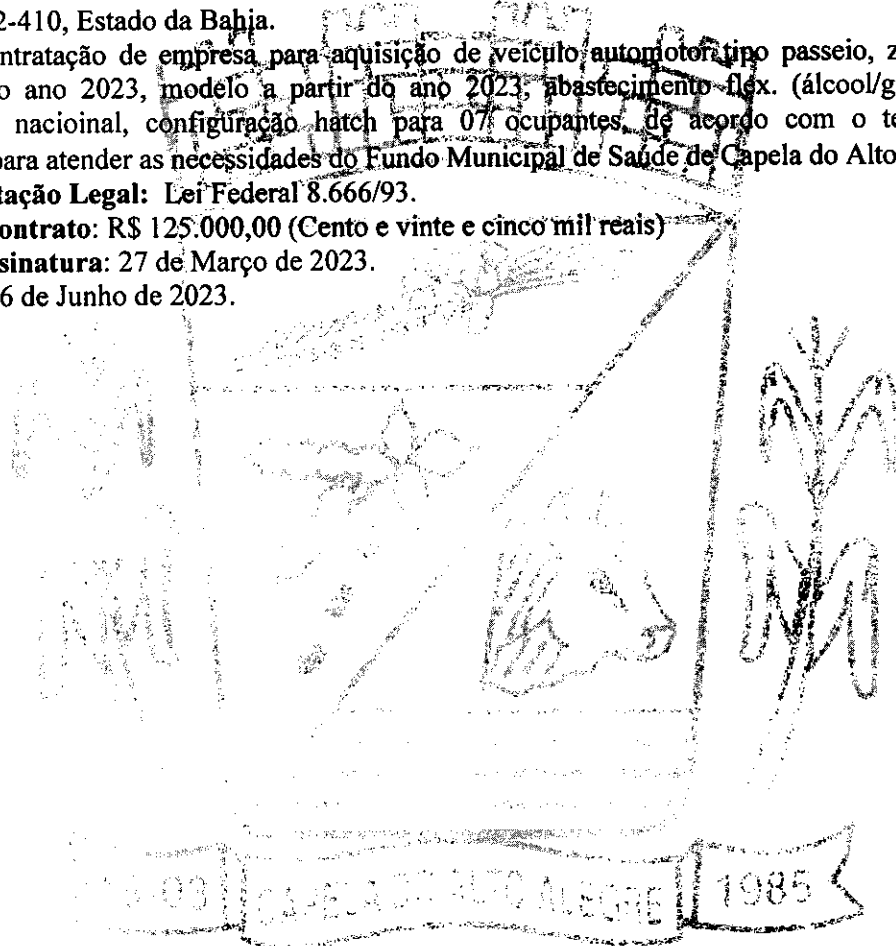 2-410, Estado da Bahia.
ntratação de empresa para aquisição de veículo automotor tipo passeio, z
o ano 2023, modelo a partir do ano 2023, abastecimento flex. (álcool/g
nacioinal, configuração hatch para 07 ocupantes, de acordo com o te
para atender as necessidades do Fundo Municipal de Saúde de Capela do Alto
tação Legal: Lei Federal 8.666/93.
ontrato: R$ 125.000,00 (Cento e vinte e cinco mil reais)
sinatura: 27 de Março de 2023.
6 de Junho de 2023.
CAPELA DO ALTO ALEGRE 1985